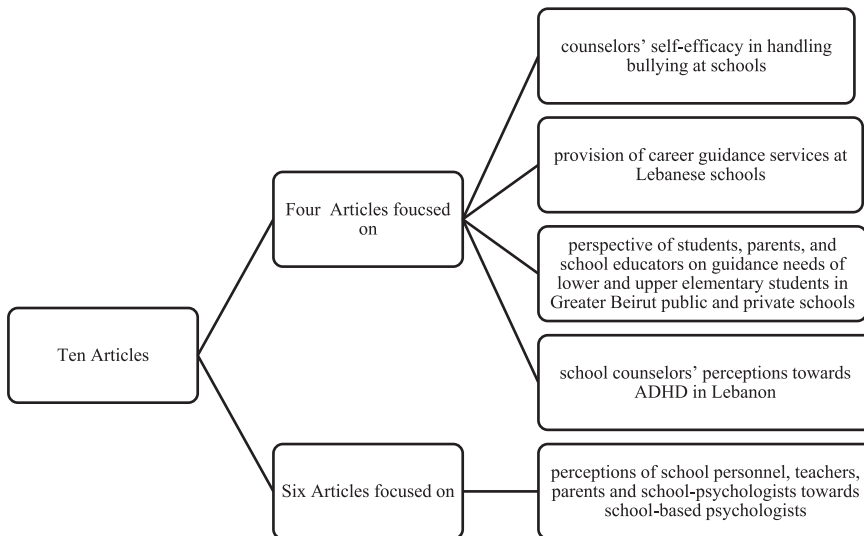 counselors' self-efficacy in handling
bullying at schools
provision of career guidance services at
Lebanese schools
Four Articles foucsed
on
perspective of students, parents, and
school educators on guidance needs of
lower and upper elementary students in
Greater Beirut public and private schools
Ten Articles
school counselors' perceptions towards
ADHD in Lebanon
Six Articles focused on
perceptions of school personnel, teachers,
parents and school-psychologists towards
school-based psychologists